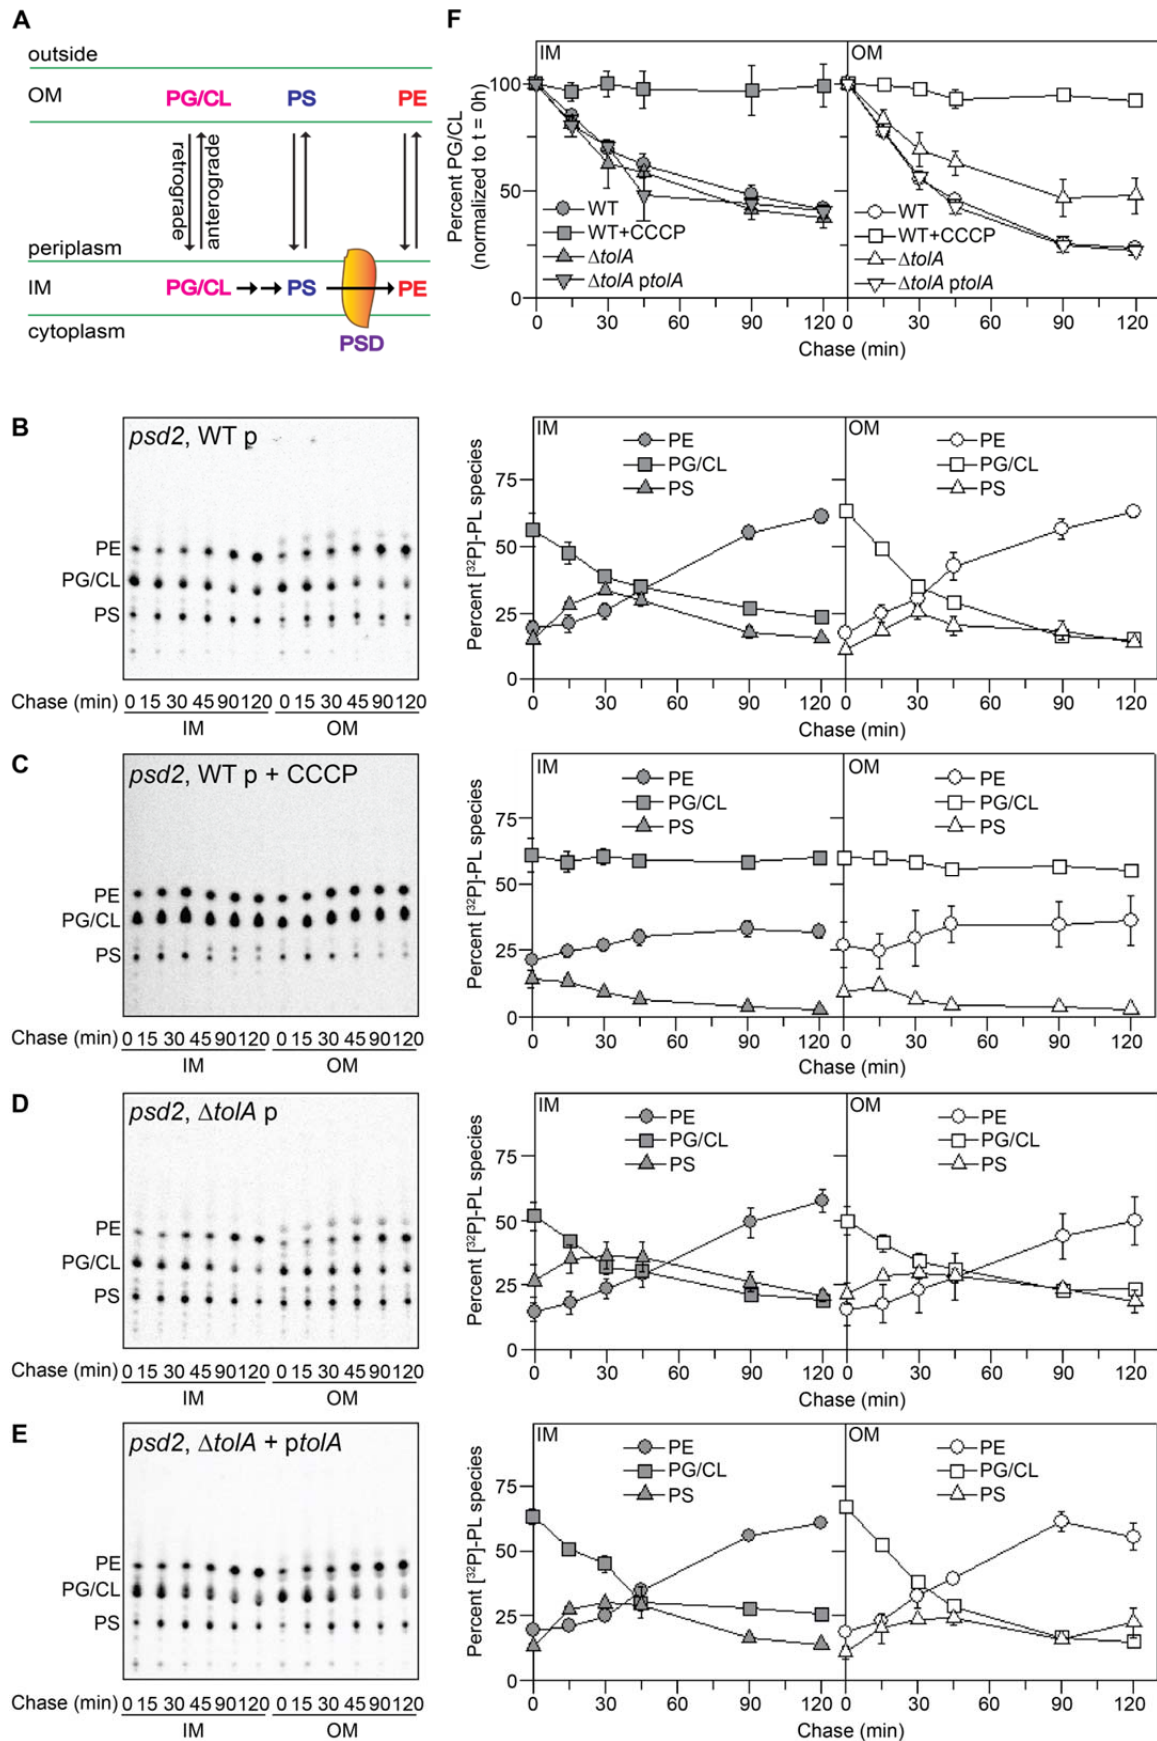 A
outside
OM
PG/CL
PS
PE
retrograde
anterograde
periplasm
IM
PG/CL
PS
PE
cytoplasm
PSD
F
IM
OM
Percent PG/CL
(normalized to t = 0h)
100
50
0
WT
WT+CCCP
ΔtolA
ΔtolA ptolA
WT
WT+CCCP
ΔtolA
ΔtolA ptolA
0 30 60 90 120 0 30 60 90 120
Chase (min)
B
psd2, WT p
PE
PG/CL
PS
Chase (min) 0 15 30 45 90 120 0 15 30 45 90 120
IM OM
Percent [³²P]-PL species
75
50
25
0
IM
PE
PG/CL
PS
OM
PE
PG/CL
PS
0 30 60 90 120 0 30 60 90 120
Chase (min)
C
psd2, WT p + CCCP
PE
PG/CL
PS
Chase (min) 0 15 30 45 90 120 0 15 30 45 90 120
IM OM
Percent [³²P]-PL species
75
50
25
0
IM
PE
PG/CL
PS
OM
PE
PG/CL
PS
0 30 60 90 120 0 30 60 90 120
Chase (min)
D
psd2, ΔtolA p
PE
PG/CL
PS
Chase (min) 0 15 30 45 90 120 0 15 30 45 90 120
IM OM
Percent [³²P]-PL species
75
50
25
0
IM
PE
PG/CL
PS
OM
PE
PG/CL
PS
0 30 60 90 120 0 30 60 90 120
Chase (min)
E
psd2, ΔtolA + ptolA
PE
PG/CL
PS
Chase (min) 0 15 30 45 90 120 0 15 30 45 90 120
IM OM
Percent [³²P]-PL species
75
50
25
0
IM
PE
PG/CL
PS
OM
PE
PG/CL
PS
0 30 60 90 120 0 30 60 90 120
Chase (min)